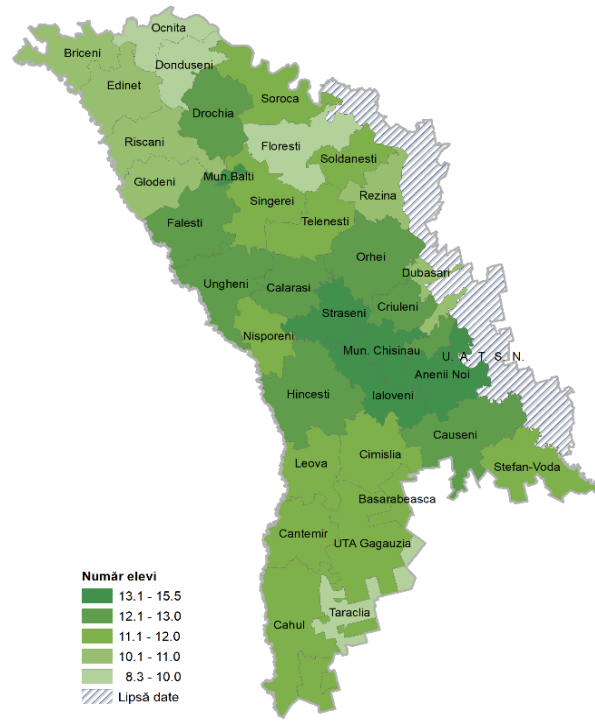 Ocnita
Briceni
Donduseni
Edinet
Soroca
Drochia
Riscani
Floresti
Soldanesti
Mun.Balti
Glodeni
Rezina
Singerei
Falesti
Telenesti
Orhei
Dubasari
Ungheni
Calarasi
Criuleni
Straseni
Nisporeni
Mun. Chisinau
U. A. T. S. N.
Anenii Noi
Hincesti
Ialoveni
Causeni
Leova
Cimislia
Stefan-Voda
Basarabeasca
Cantemir
UTA Gagauzia
Taraclia
Cahul
Număr elevi
13.1 - 15.5
12.1 - 13.0
11.1 - 12.0
10.1 - 11.0
8.3 - 10.0
Lipsă date